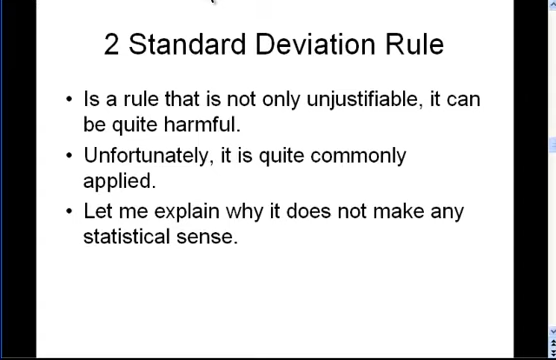 2 Standard Deviation Rule
• Is a rule that is not only unjustifiable, it can
be quite harmful.
• Unfortunately, it is quite commonly
applied.
• Let me explain why it does not make any
statistical sense.